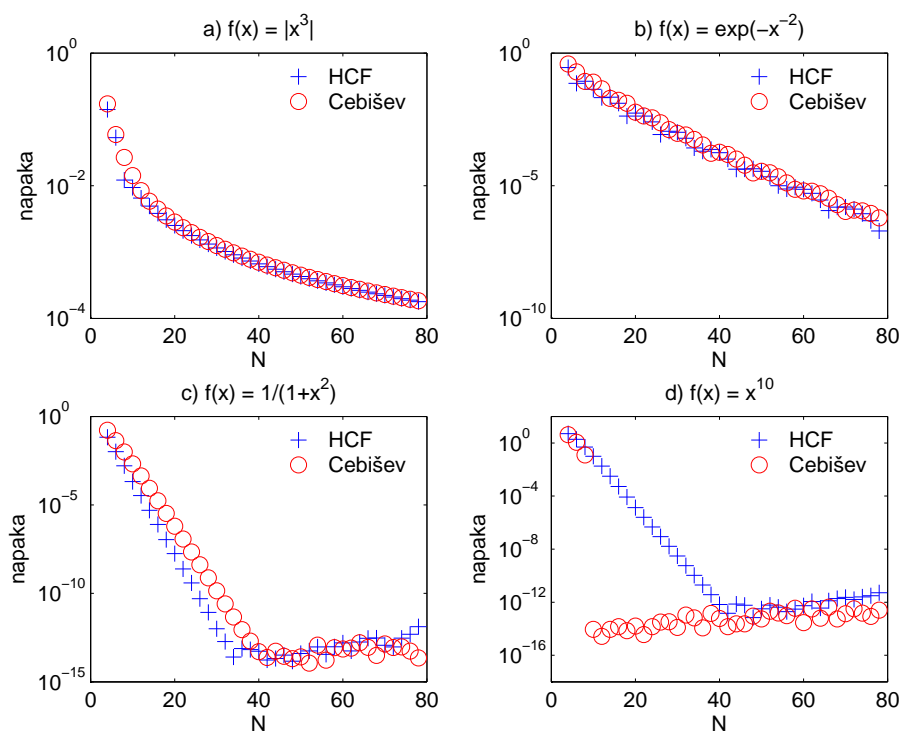 a) f(x) = |x³|
10⁰
10⁻²
10⁻⁴
napaka
0 20 40 60 80
N
HCF
Cebišev
b) f(x) = exp(−x⁻²)
10⁰
10⁻⁵
10⁻¹⁰
napaka
0 20 40 60 80
N
HCF
Cebišev
c) f(x) = 1/(1+x²)
10⁰
10⁻⁵
10⁻¹⁰
10⁻¹⁵
napaka
0 20 40 60 80
N
HCF
Cebišev
d) f(x) = x¹⁰
10⁰
10⁻⁴
10⁻⁸
10⁻¹²
10⁻¹⁶
napaka
0 20 40 60 80
N
HCF
Cebišev